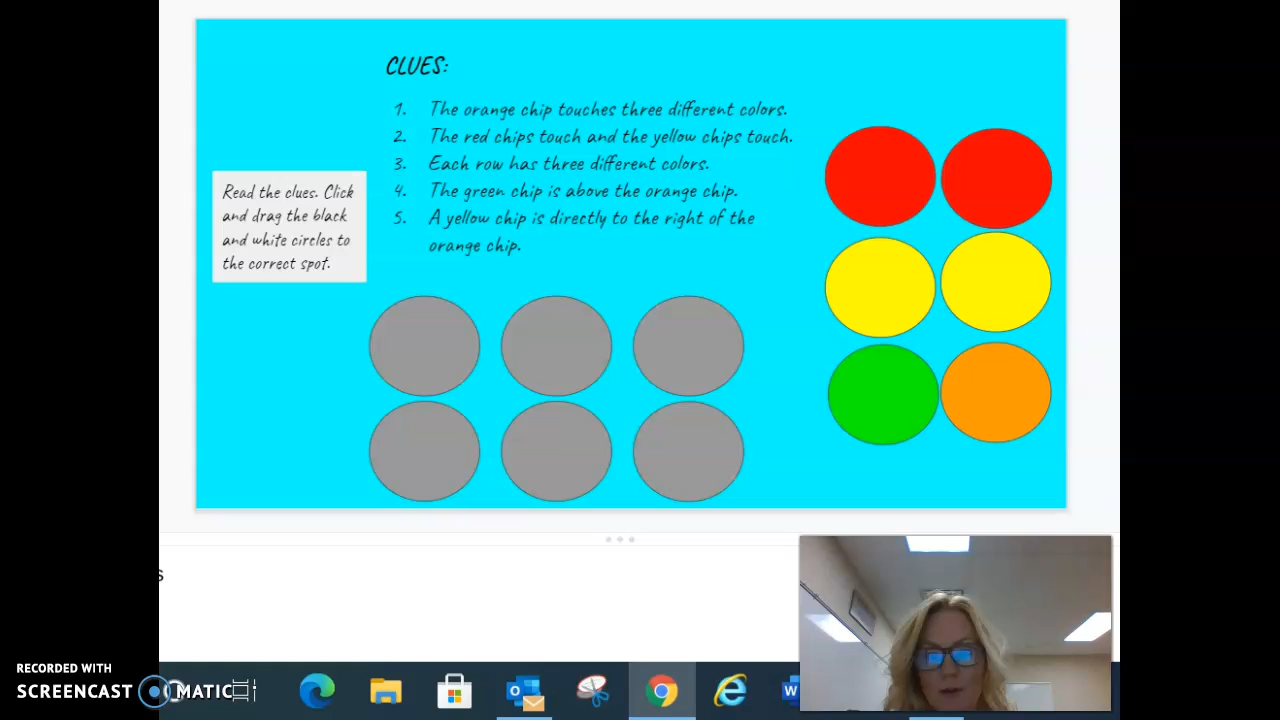 CLUES:
1. The orange chip touches three different colors.
2. The red chips touch and the yellow chips touch.
3. Each row has three different colors.
4. The green chip is above the orange chip.
5. A yellow chip is directly to the right of the
orange chip.
Read the clues. Click
and drag the black
and white circles to
the correct spot.
s
RECORDED WITH
SCREENCAST MATIC